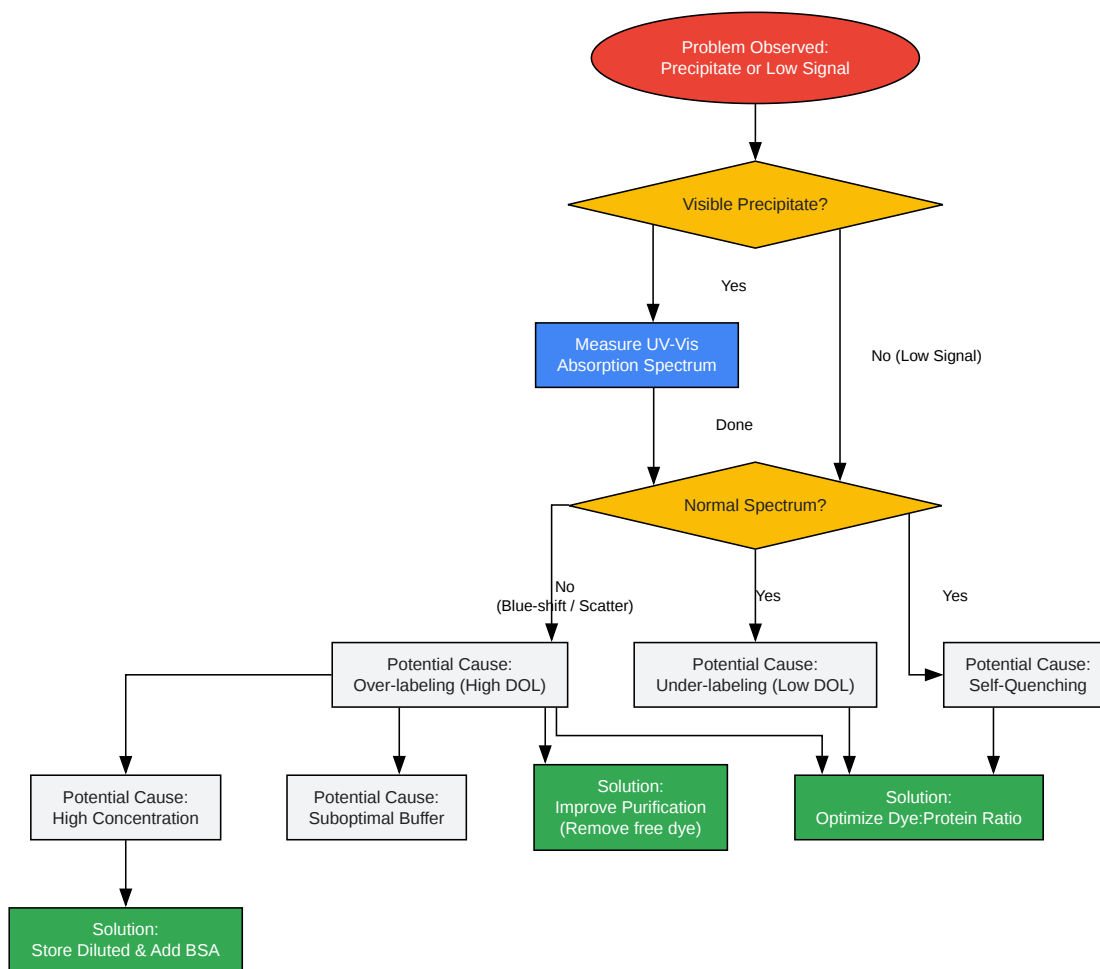 Problem Observed:
Precipitate or Low Signal
Visible Precipitate?
Yes
Measure UV-Vis
Absorption Spectrum
No (Low Signal)
Done
Normal Spectrum?
No
(Blue-shift / Scatter)
Yes
Yes
Potential Cause:
Over-labeling (High DOL)
Potential Cause:
Under-labeling (Low DOL)
Potential Cause:
Self-Quenching
Potential Cause:
High Concentration
Potential Cause:
Suboptimal Buffer
Solution:
Improve Purification
(Remove free dye)
Solution:
Optimize Dye:Protein Ratio
Solution:
Store Diluted & Add BSA